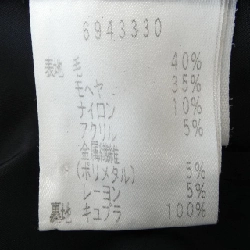 6943330
表地 毛 40%
モヘヤ 35%
ナイロン 10%
アクリル 5%
金属繊維
(ポリメタル) 5%
レーヨン 5%
裏地 キュプラ 100%